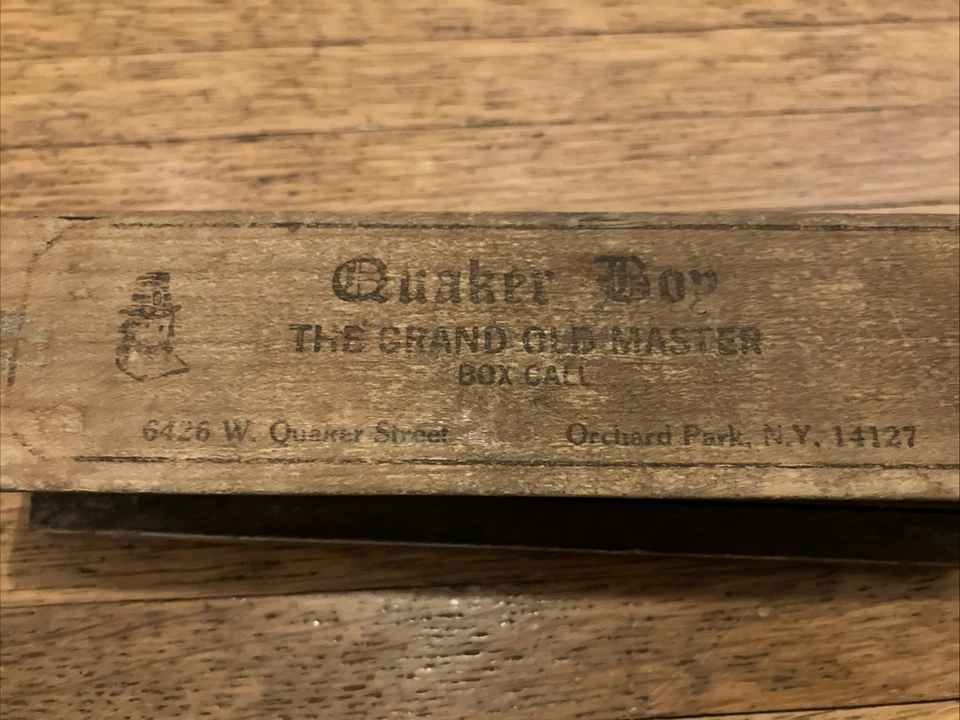 Quaker Boy
THE GRAND OLD MASTER
BOX CALL
6426 W. Quaker Street Orchard Park, N.Y. 14127